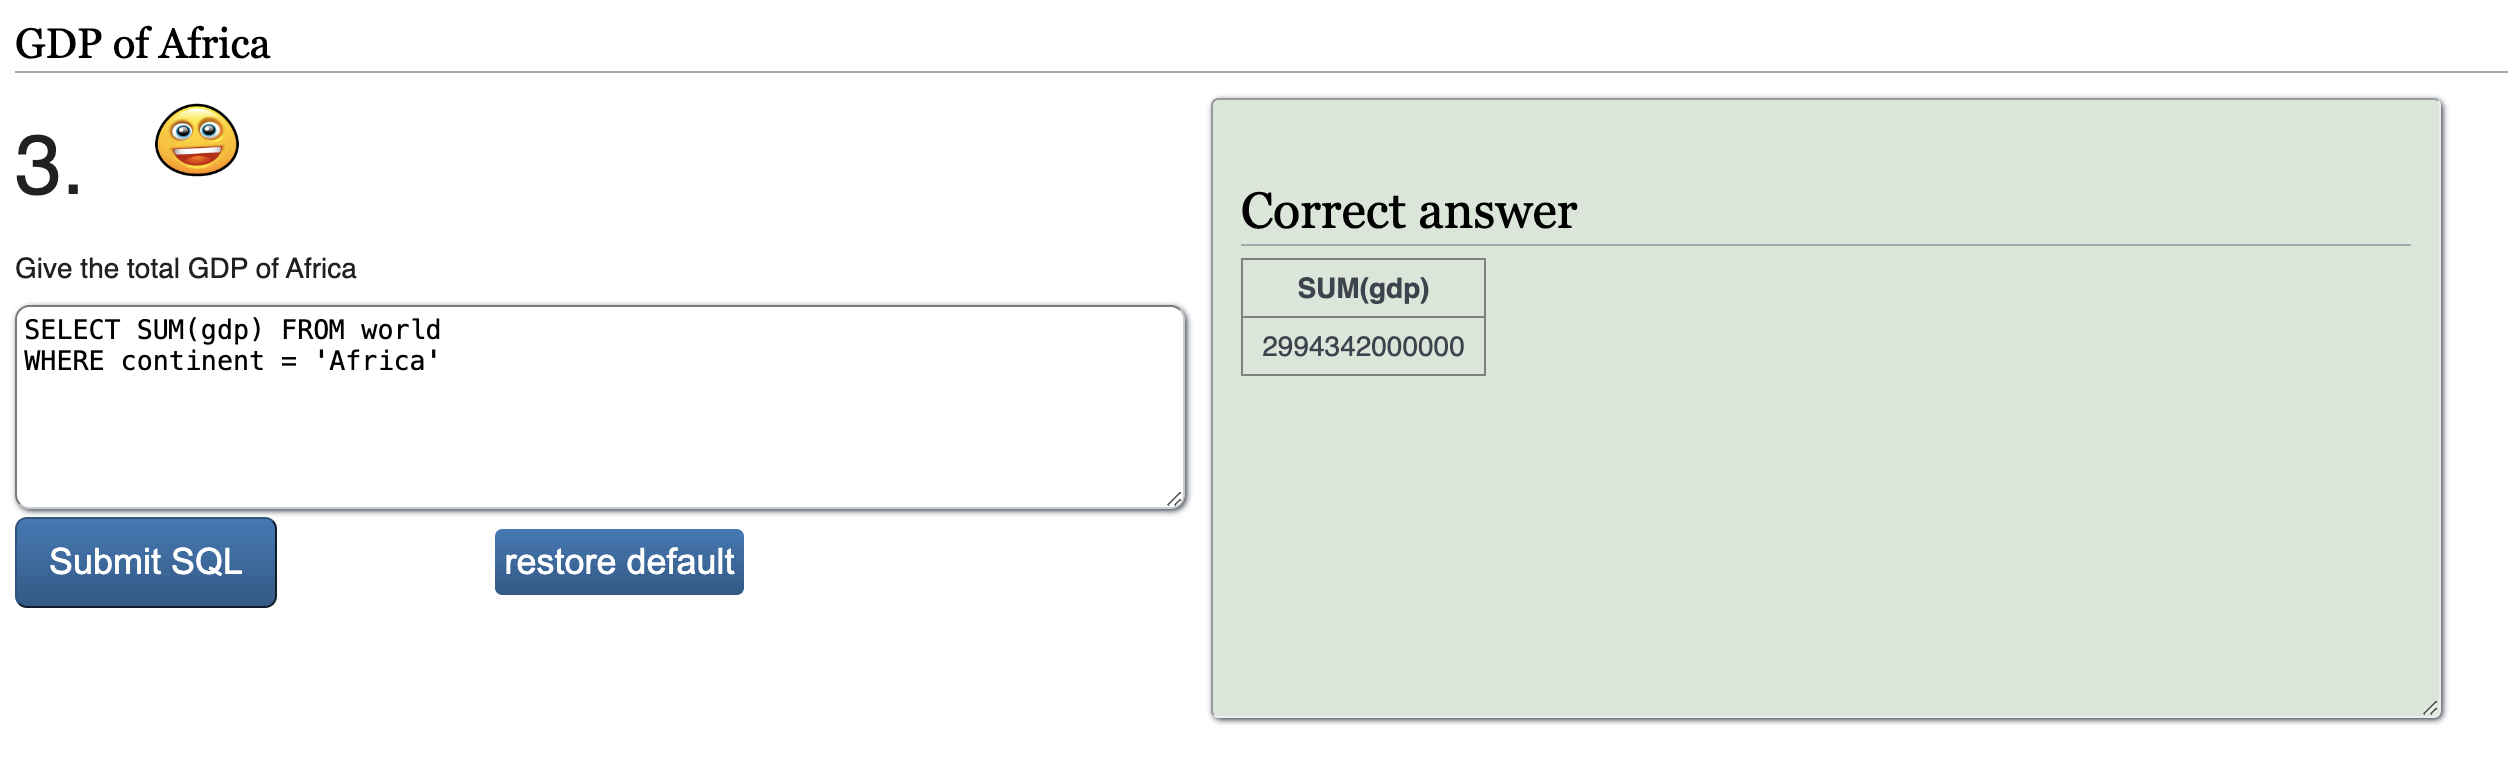 GDP of Africa
3.
Give the total GDP of Africa
SELECT SUM(gdp) FROM world
WHERE continent = 'Africa'
Submit SQL
restore default
Correct answer
SUM(gdp)
2994342000000